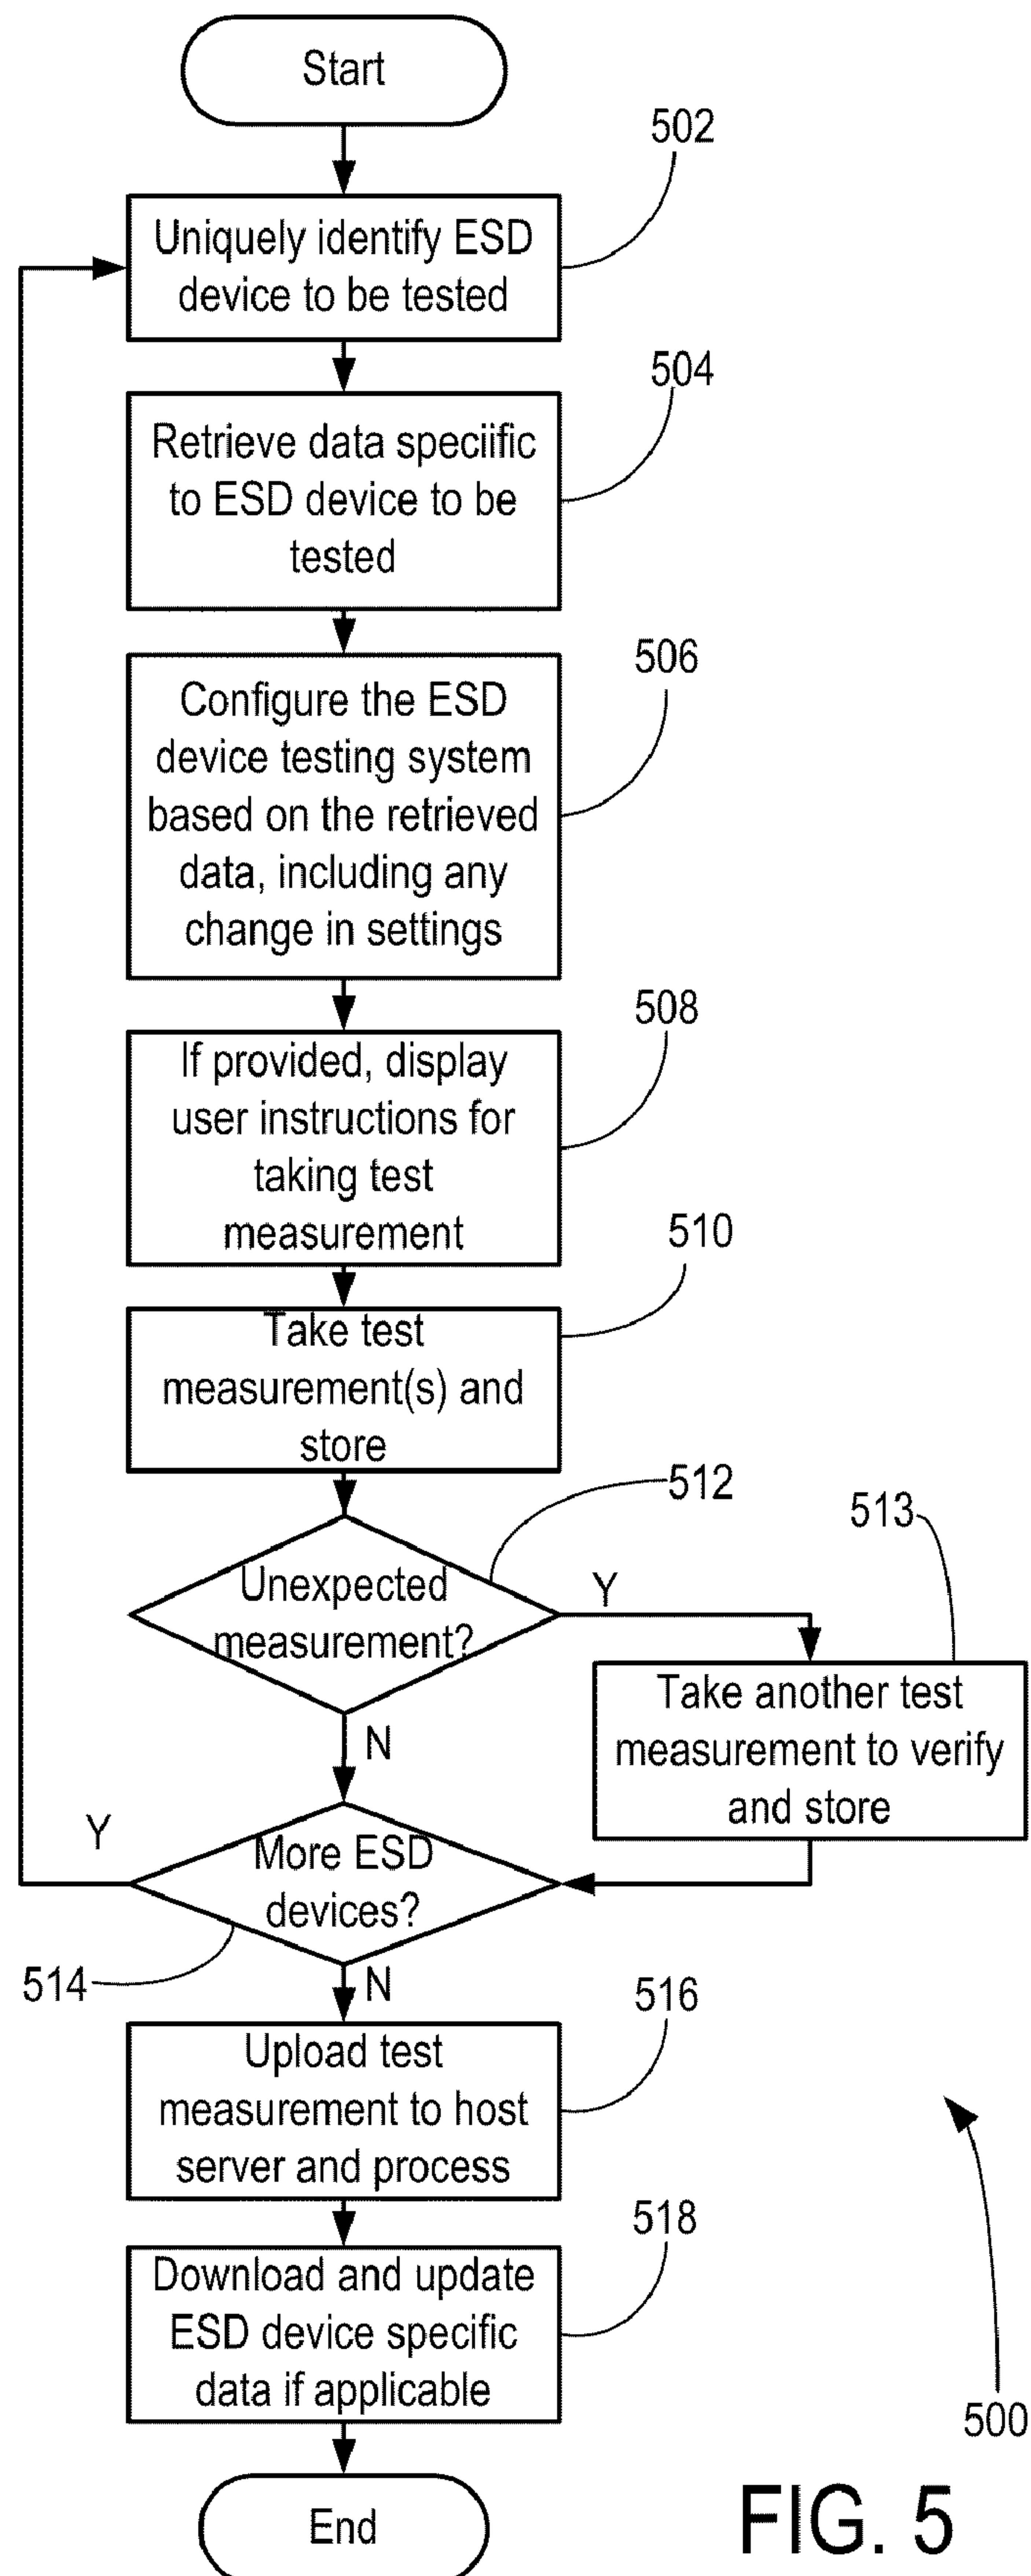 Start
502
Uniquely identify ESD
device to be tested
504
Retrieve data speciific
to ESD device to be
tested
506
Configure the ESD
device testing system
based on the retrieved
data, including any
change in settings
508
If provided, display
user instructions for
taking test
measurement
510
Take test
measurement(s) and
store
512
513
Unexpected
measurement?
Y
Take another test
measurement to verify
and store
N
Y
More ESD
devices?
514
N
516
Upload test
measurement to host
server and process
518
Download and update
ESD device specific
data if applicable
500
End
FIG. 5